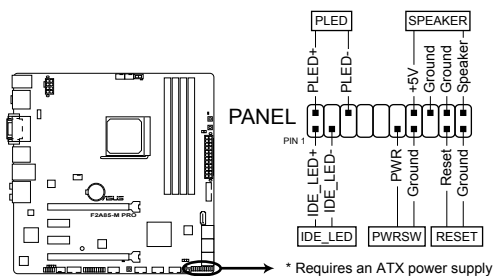 PLED
SPEAKER
PLED+
PLED-
+5V
Ground
Ground
Speaker
PANEL
PIN 1
IDE_LED+
IDE_LED-
PWR
Ground
Reset
Ground
IDE_LED
PWRSW
RESET
ASUS
F2A85-M PRO
* Requires an ATX power supply